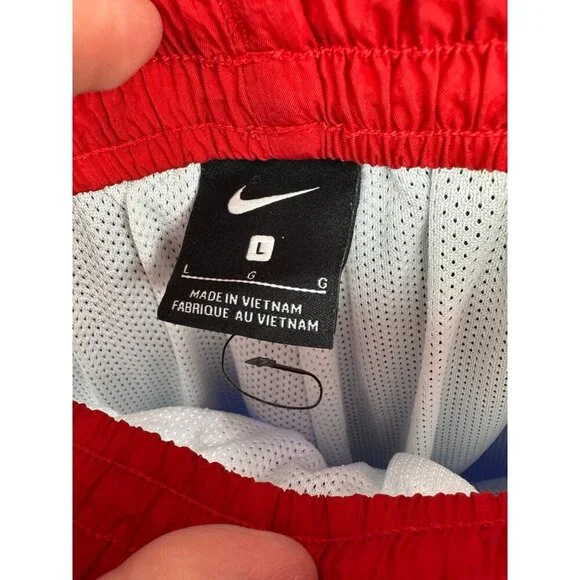 L
L G G
MADE IN VIETNAM
FABRIQUE AU VIETNAM